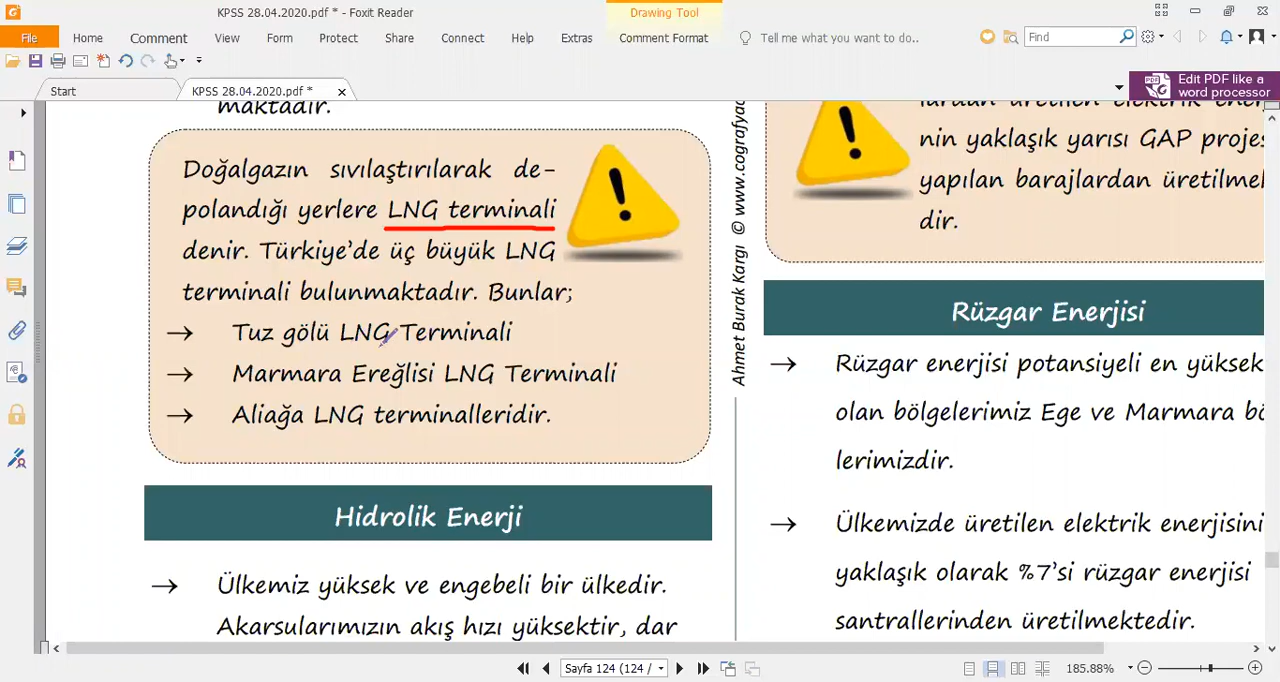 KPSS 28.04.2020.pdf * - Foxit Reader
Drawing Tool
File
Home
Comment
View
Form
Protect
Share
Connect
Help
Extras
Comment Format
Tell me what you want to do..
Find
Start
KPSS 28.04.2020.pdf *
Edit PDF like a
word processor
maktadır.
Doğalgazın sıvılaştırılarak de-
polandığı yerlere LNG terminali
denir. Türkiye'de üç büyük LNG
terminali bulunmaktadır. Bunlar;
→ Tuz gölü LNG Terminali
→ Marmara Ereğlisi LNG Terminali
→ Aliağa LNG terminalleridir.
Hidrolik Enerji
→ Ülkemiz yüksek ve engebeli bir ülkedir.
Akarsularımızın akış hızı yüksektir, dar
Ahmet Burak Kargı © www.cografyad
lardan üretilen elektrik ener
nin yaklaşık yarısı GAP proje
yapılan barajlardan üretilme
dir.
Rüzgar Enerjisi
→ Rüzgar enerjisi potansiyeli en yüksek
olan bölgelerimiz Ege ve Marmara bö
lerimizdir.
→ Ülkemizde üretilen elektrik enerjisini
yaklaşık olarak %7'si rüzgar enerjisi
santrallerinden üretilmektedir.
Sayfa 124 (124 /
185.88%